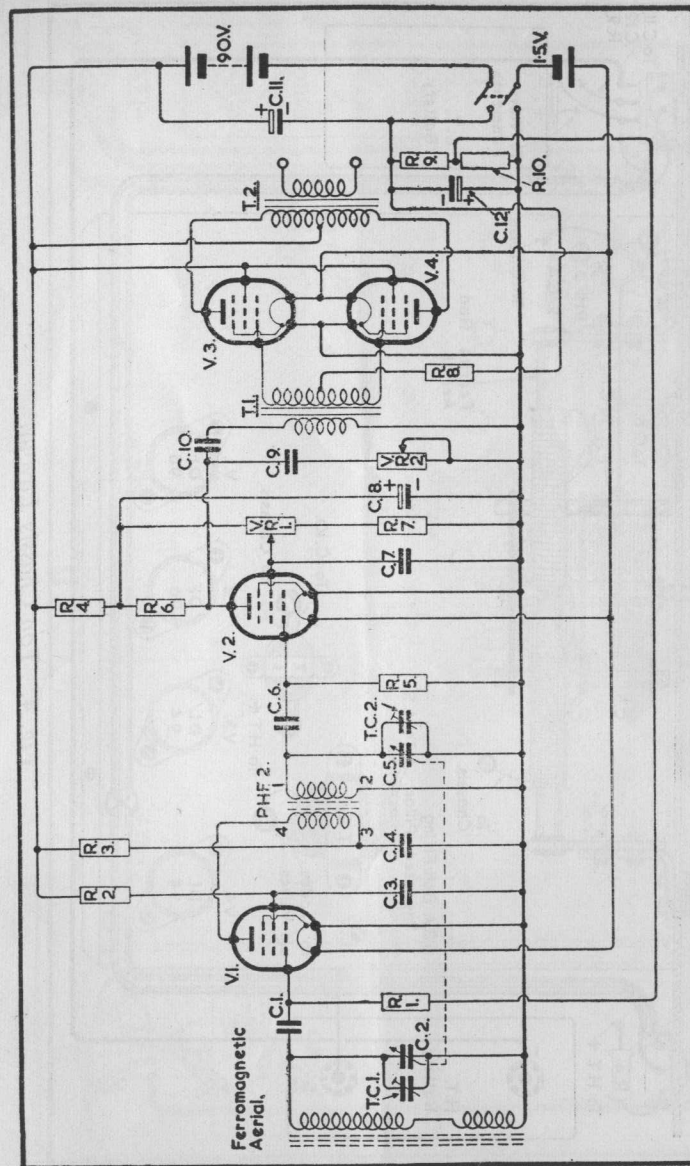 Ferromagnetic
Aerial,
T.C.1.
C.2.
C.1.
R.
1.
V.1.
R.2.
R.3.
C.3.
C.4.
4
3
PHF 2.
1
2
C.5.
T.C.2.
C.6.
R.
5.
V.2.
R.4.
R.6.
V.
R.
1.
C.7.
R.
7.
C.8.
+
−
C.9.
V.
R.
2.
C.10.
T.1.
R.
8.
V.3.
V.4.
T.2.
C.11.
+
−
90.V.
R.
9.
R.10.
C.12.
−
+
1·5V.